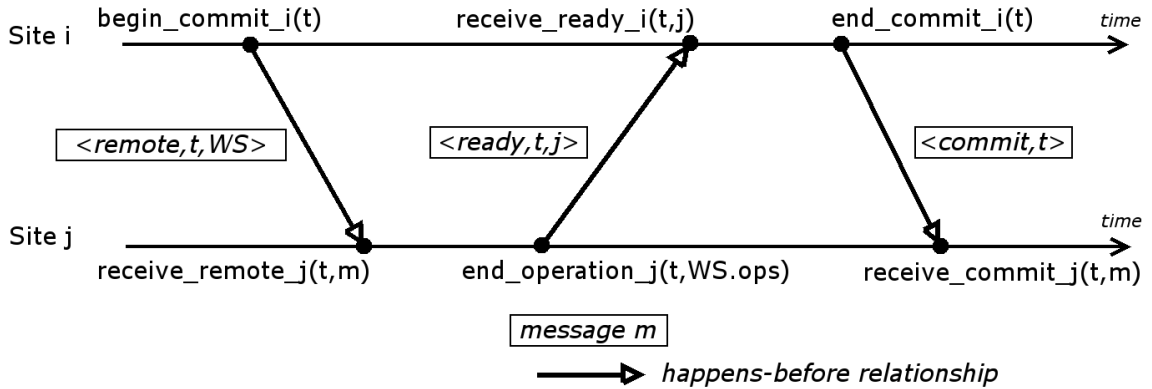 begin_commit_i(t) receive_ready_i(t,j) end_commit_i(t) time
Site i
<remote,t,WS> <ready,t,j> <commit,t>
time
Site j
receive_remote_j(t,m) end_operation_j(t,WS.ops) receive_commit_j(t,m)
message m
happens-before relationship